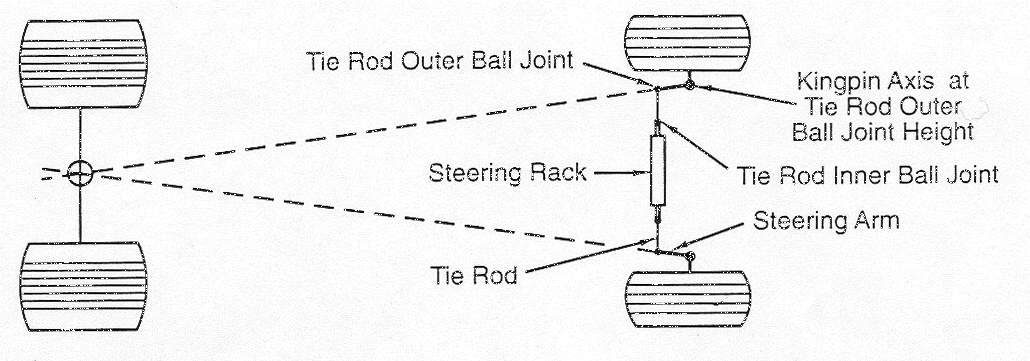 Tie Rod Outer Ball Joint
Kingpin Axis at
Tie Rod Outer
Ball Joint Height
Steering Rack
Tie Rod Inner Ball Joint
Steering Arm
Tie Rod